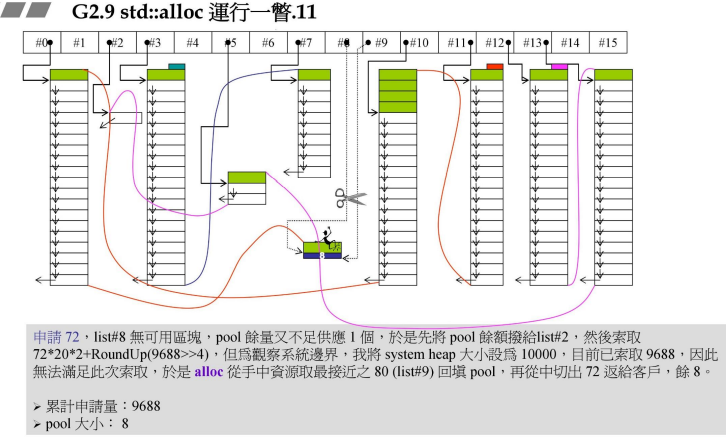 G2.9 std::alloc 運行一瞥.11
#0 #1 #2 #3 #4 #5 #6 #7 #8 #9 #10 #11 #12 #13 #14 #15
申請 72，list#8 無可用區塊，pool 餘量又不足供應 1 個，於是先將 pool 餘額撥給list#2，然後索取
72*20*2+RoundUp(9688>>4)，但爲觀察系統邊界，我將 system heap 大小設爲 10000，目前已索取 9688，因此
無法滿足此次索取，於是 alloc 從手中資源取最接近之 80 (list#9) 回塡 pool，再從中切出 72 返給客戶，餘 8。
➢ 累計申請量：9688
➢ pool 大小： 8